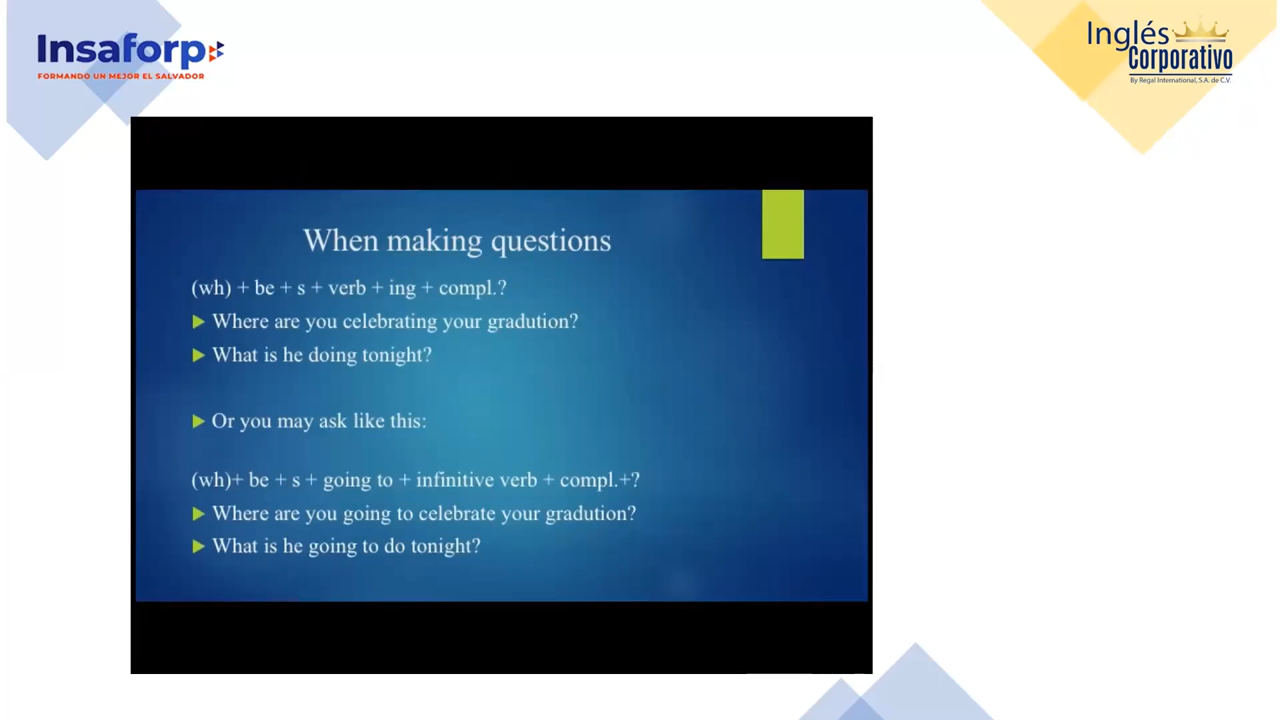 Insaforp
FORMANDO UN MEJOR EL SALVADOR
Inglés
Corporativo
By Regal International, S.A. de C.V.
When making questions
(wh) + be + s + verb + ing + compl.?
Where are you celebrating your gradution?
What is he doing tonight?
Or you may ask like this:
(wh)+ be + s + going to + infinitive verb + compl.+?
Where are you going to celebrate your gradution?
What is he going to do tonight?